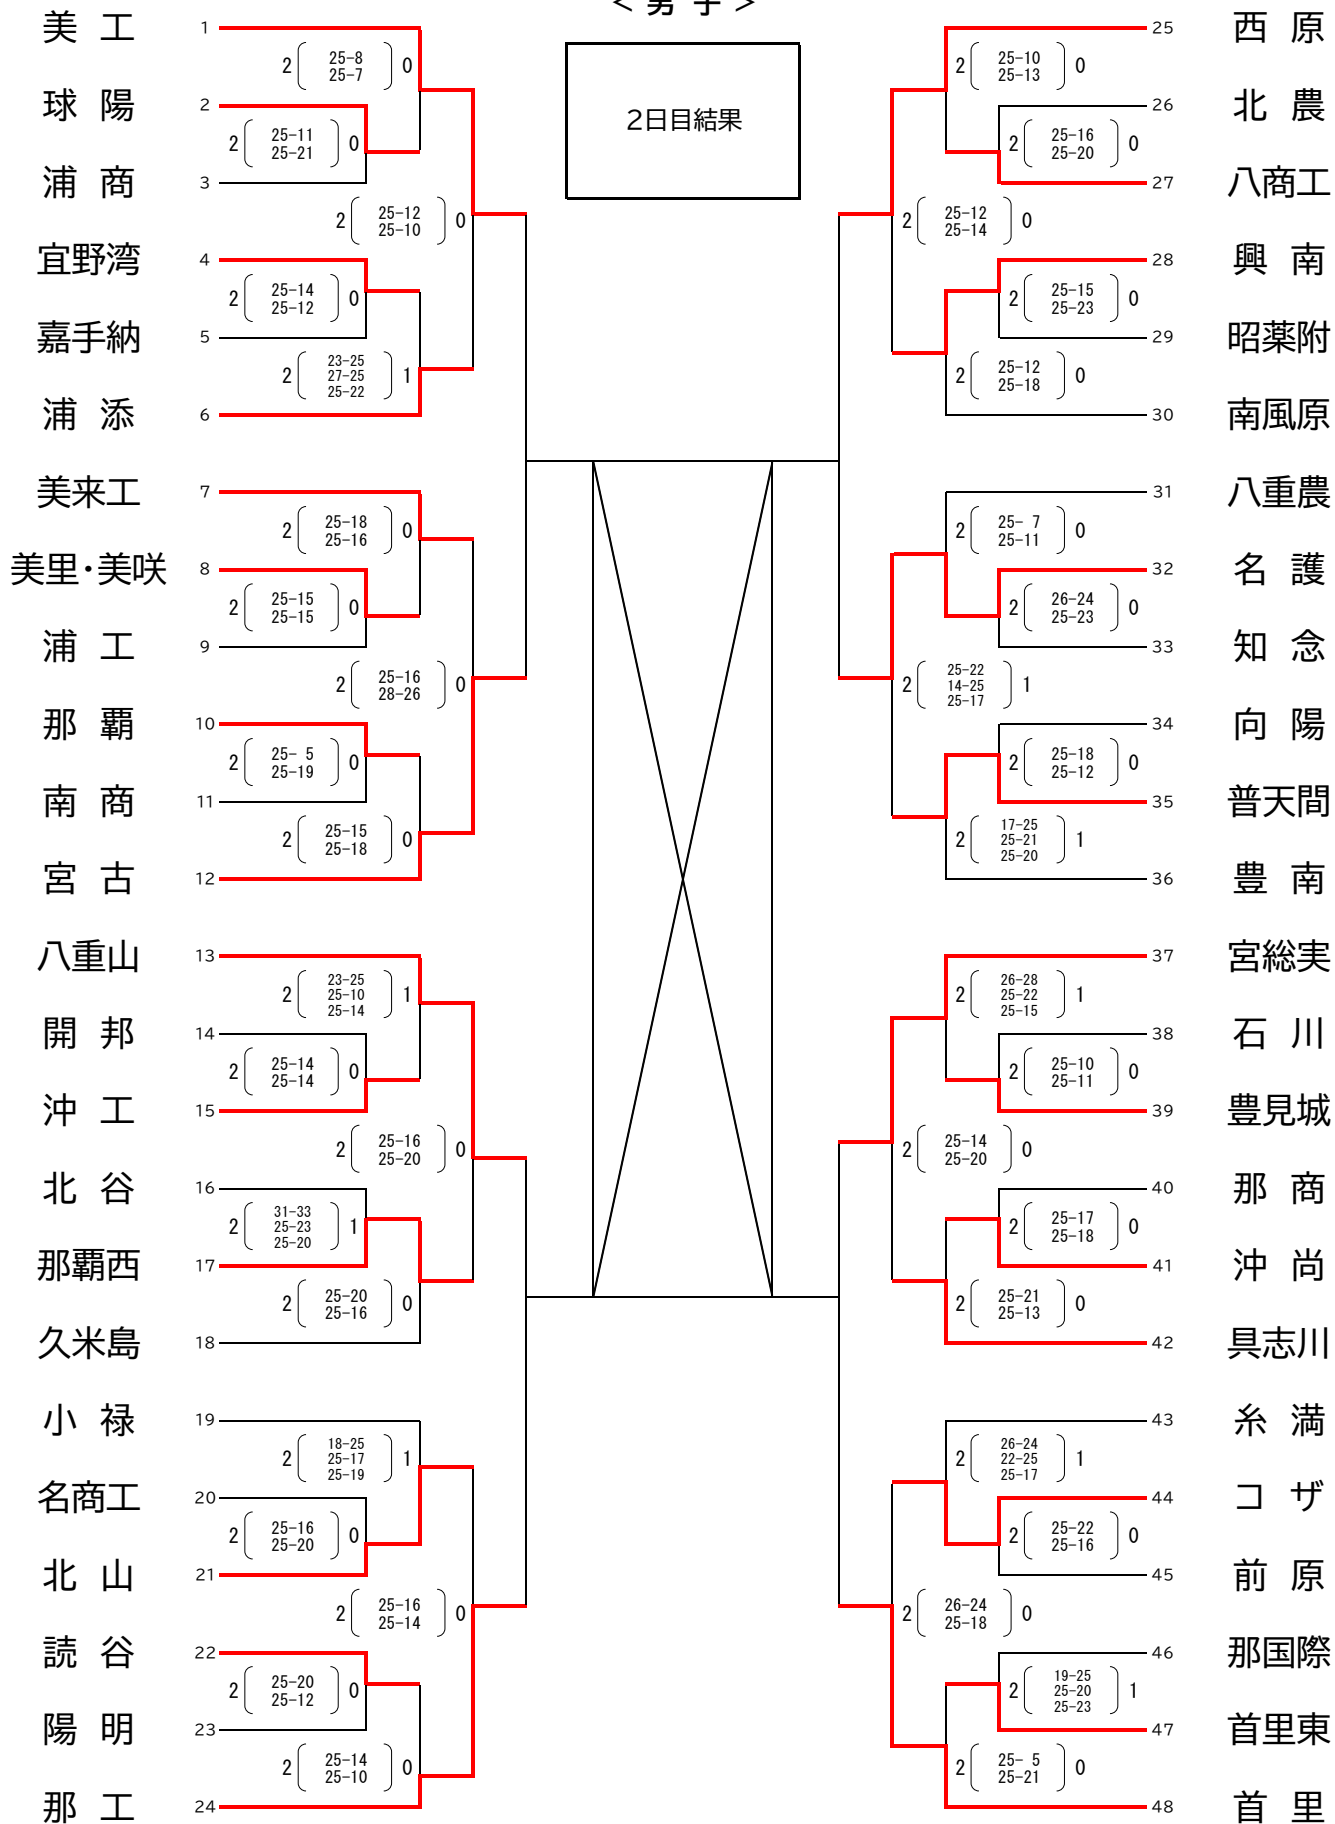 ＜ 男 子 ＞
2日目結果
美 工 1
2 25-8 0
25-7
球 陽 2
2 25-11 0
25-21
浦 商 3
2 25-12 0
25-10
宜野湾 4
2 25-14 0
25-12
嘉手納 5
2 23-25 1
27-25
25-22
浦 添 6
美来工 7
2 25-18 0
25-16
美里･美咲 8
2 25-15 0
25-15
浦 工 9
2 25-16 0
28-26
那 覇 10
2 25- 5 0
25-19
南 商 11
2 25-15 0
25-18
宮 古 12
八重山 13
2 23-25 1
25-10
25-14
開 邦 14
2 25-14 0
25-14
沖 工 15
2 25-16 0
25-20
北 谷 16
2 31-33 1
25-23
25-20
那覇西 17
2 25-20 0
25-16
久米島 18
小 禄 19
2 18-25 1
25-17
25-19
名商工 20
2 25-16 0
25-20
北 山 21
2 25-16 0
25-14
読 谷 22
2 25-20 0
25-12
陽 明 23
2 25-14 0
25-10
那 工 24
25 西 原
2 25-10 0
25-13
26 北 農
2 25-16 0
25-20
27 八商工
2 25-12 0
25-14
28 興 南
2 25-15 0
25-23
29 昭薬附
2 25-12 0
25-18
30 南風原
31 八重農
2 25- 7 0
25-11
32 名 護
2 26-24 0
25-23
33 知 念
2 25-22 1
14-25
25-17
34 向 陽
2 25-18 0
25-12
35 普天間
2 17-25 1
25-21
25-20
36 豊 南
37 宮総実
2 26-28 1
25-22
25-15
38 石 川
2 25-10 0
25-11
39 豊見城
2 25-14 0
25-20
40 那 商
2 25-17 0
25-18
41 沖 尚
2 25-21 0
25-13
42 具志川
43 糸 満
2 26-24 1
22-25
25-17
44 コ ザ
2 25-22 0
25-16
45 前 原
2 26-24 0
25-18
46 那国際
2 19-25 1
25-20
25-23
47 首里東
2 25- 5 0
25-21
48 首 里